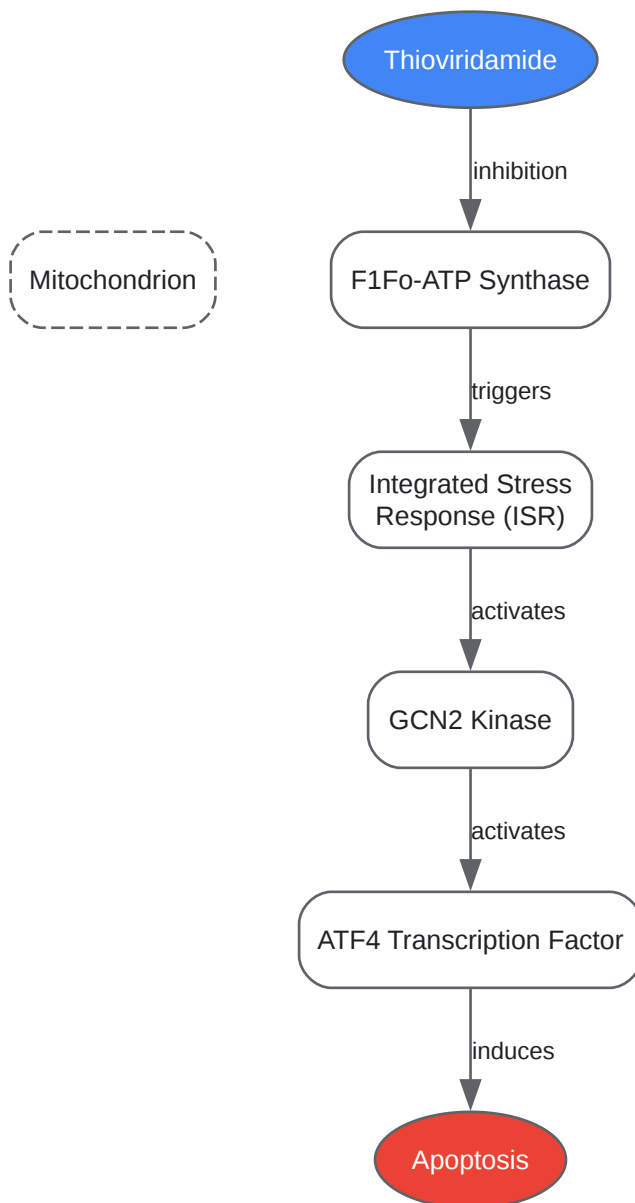 Thioviridamide
inhibition
Mitochondrion
F1Fo-ATP Synthase
triggers
Integrated Stress
Response (ISR)
activates
GCN2 Kinase
activates
ATF4 Transcription Factor
induces
Apoptosis